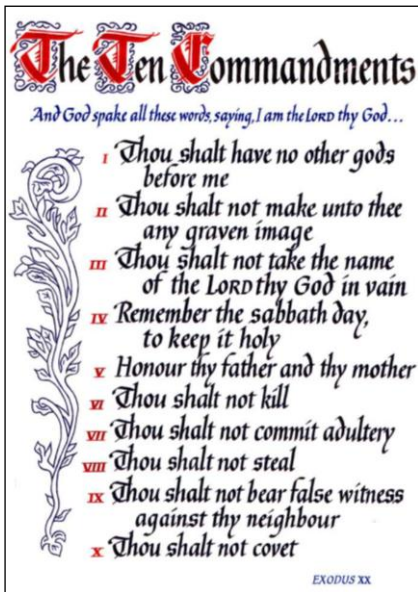 The Ten Commandments
And God spake all these words, saying, I am the LORD thy God...
I Thou shalt have no other gods
before me
II Thou shalt not make unto thee
any graven image
III Thou shalt not take the name
of the LORD thy God in vain
IV Remember the sabbath day,
to keep it holy
V Honour thy father and thy mother
VI Thou shalt not kill
VII Thou shalt not commit adultery
VIII Thou shalt not steal
IX Thou shalt not bear false witness
against thy neighbour
X Thou shalt not covet
EXODUS XX